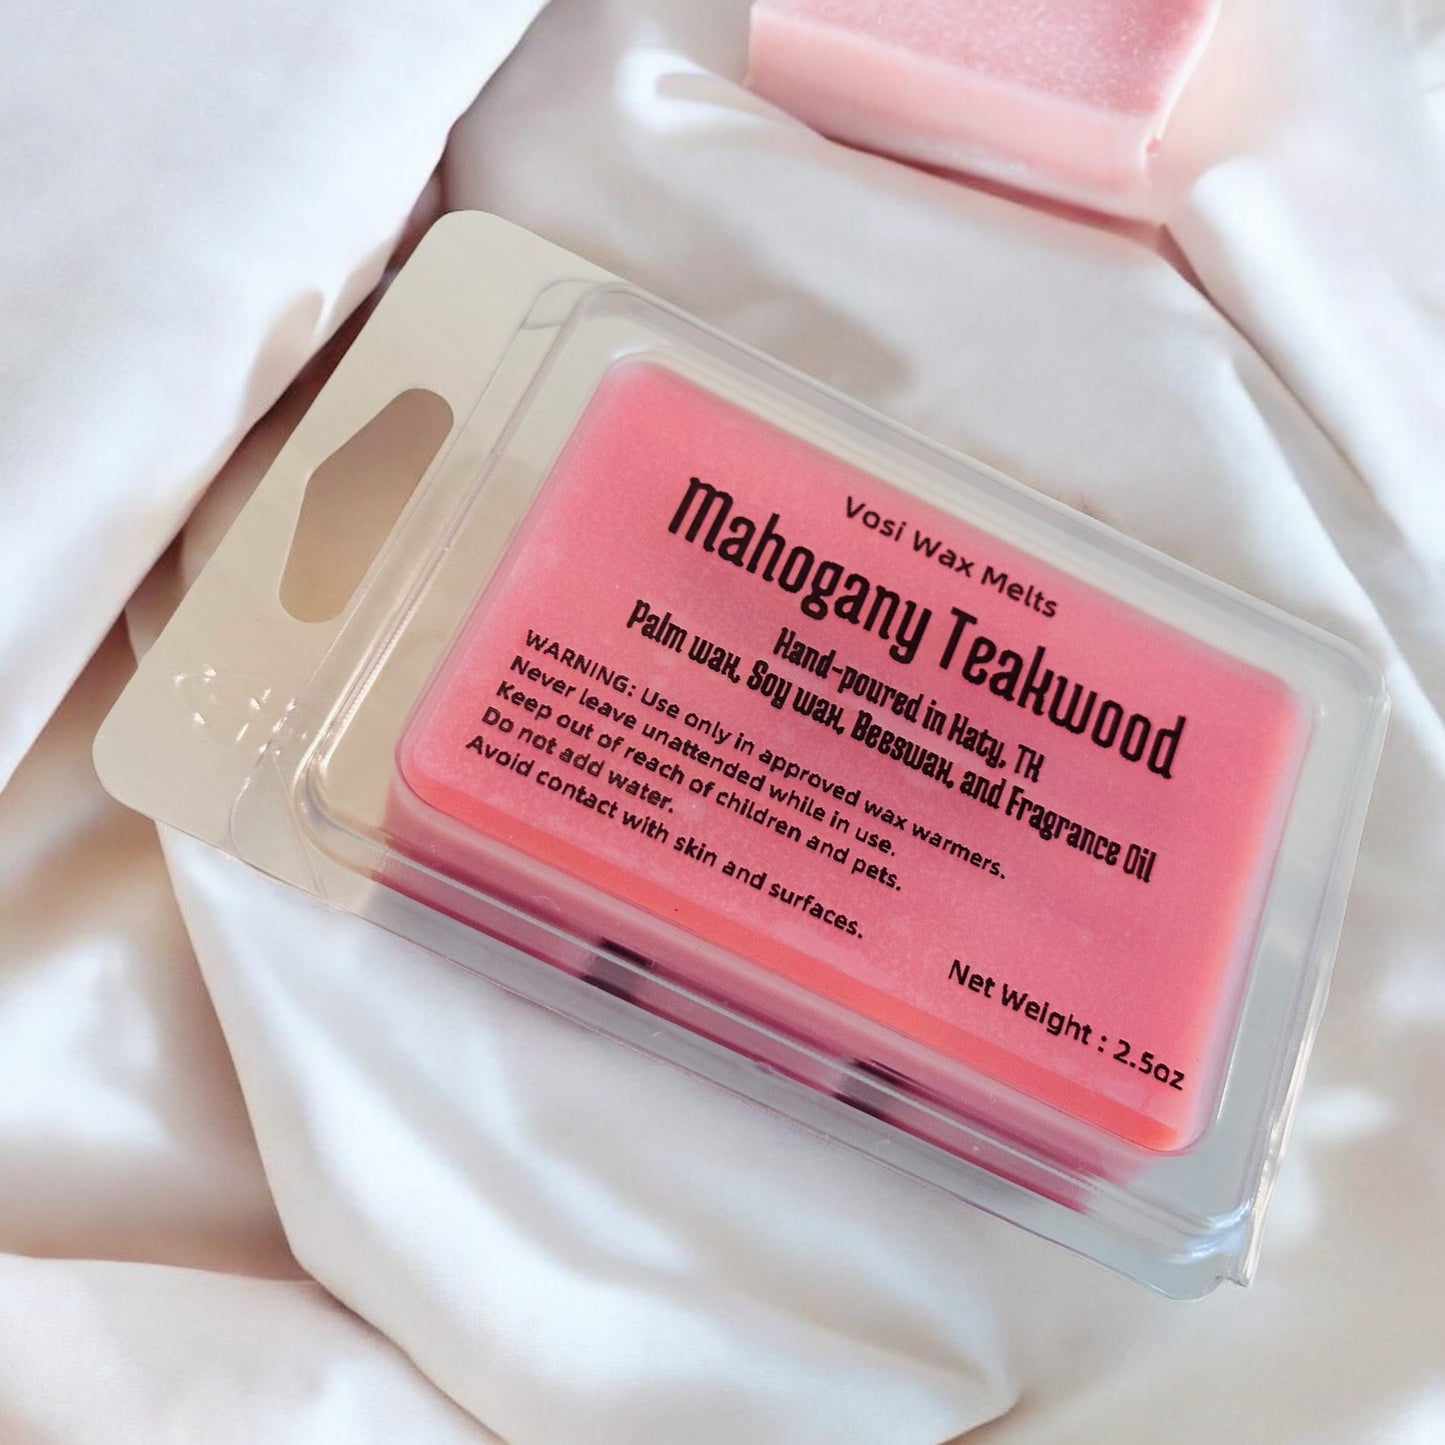 Vosi Wax Melts
Mahogany Teakwood
Hand-poured in Katy, TX
Palm wax, Soy wax, Beeswax, and Fragrance Oil
WARNING: Use only in approved wax warmers.
Never leave unattended while in use.
Keep out of reach of children and pets.
Do not add water.
Avoid contact with skin and surfaces.
Net Weight : 2.5oz